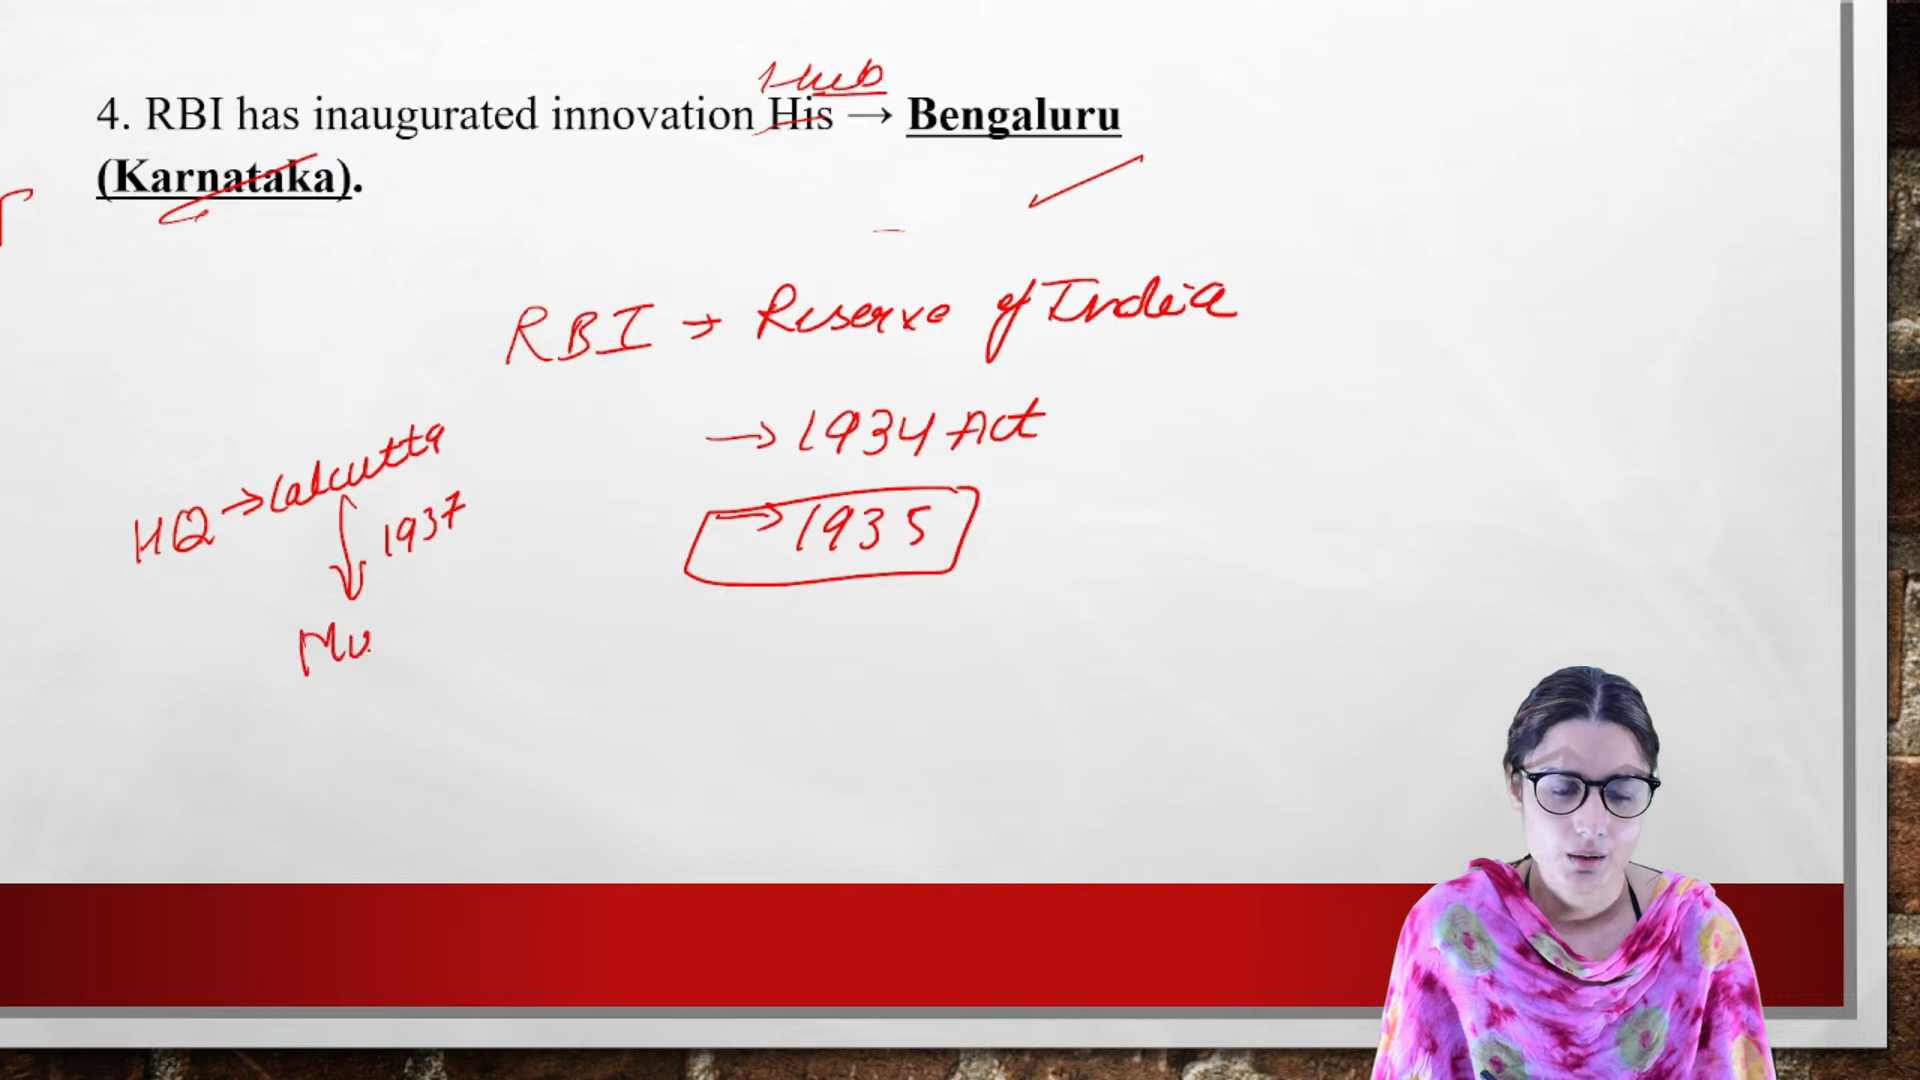 Hub
4. RBI has inaugurated innovation His → Bengaluru
(Karnataka).
RBI → Reserve of India
→ 1934 Act
→ 1935
HQ → Calcutta
1937
Mu